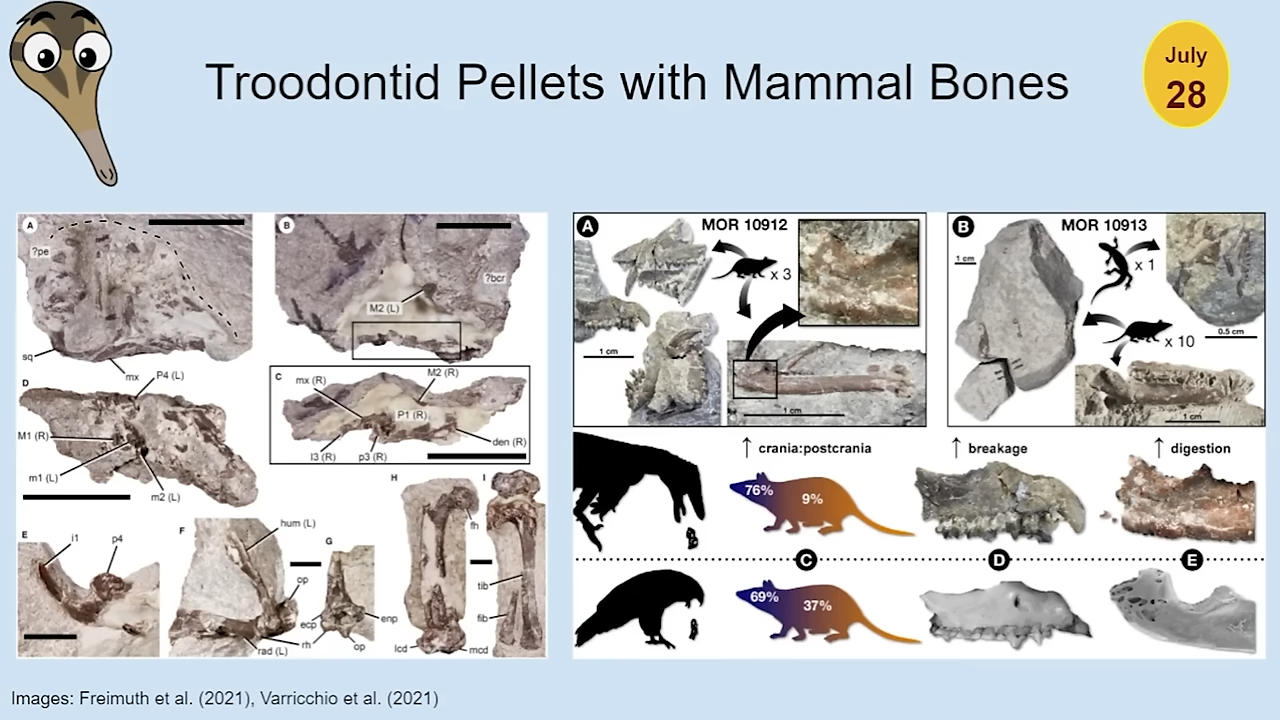 Troodontid Pellets with Mammal Bones
July
28
A
?pe
sq
mx
B
?bcr
M2 (L)
C
mx (R)
M2 (R)
P1 (R)
I3 (R)
p3 (R)
den (R)
D
P4 (L)
M1 (R)
m1 (L)
m2 (L)
E
i1
p4
F
hum (L)
op
rh
rad (L)
G
ecp
enp
op
H
fh
lcd
mcd
I
tib
fib
A
MOR 10912
x 3
1 cm
1 cm
B
MOR 10913
1 cm
x 1
0.5 cm
x 10
1 cm
↑ crania:postcrania
↑ breakage
↑ digestion
76%
9%
C
D
E
69%
37%
Images: Freimuth et al. (2021), Varricchio et al. (2021)